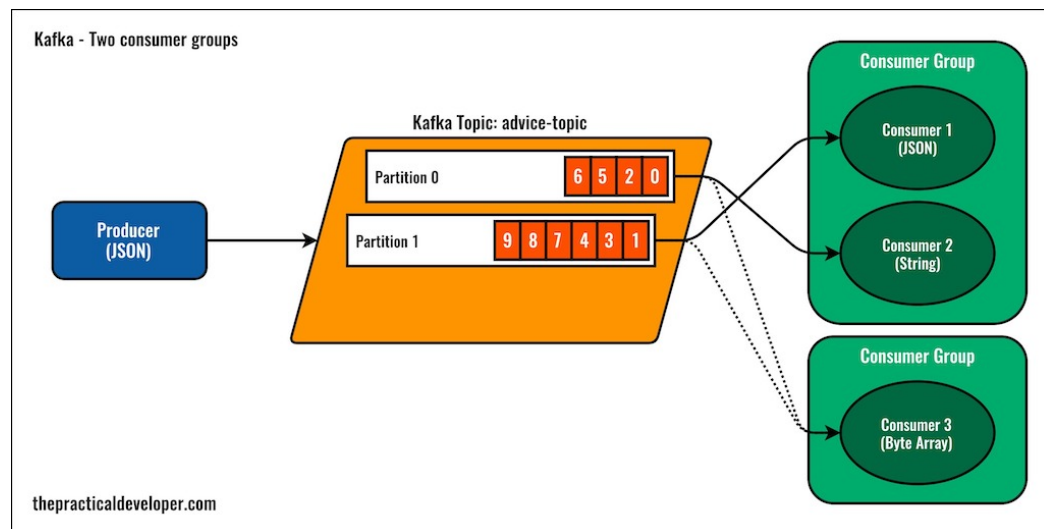 Kafka - Two consumer groups
Kafka Topic: advice-topic
Producer
(JSON)
Partition 0
6 5 2 0
Partition 1
9 8 7 4 3 1
Consumer Group
Consumer 1
(JSON)
Consumer 2
(String)
Consumer Group
Consumer 3
(Byte Array)
thepracticaldeveloper.com